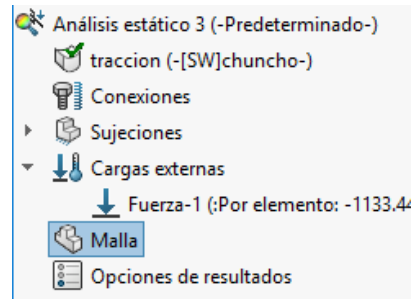 Análisis estático 3 (-Predeterminado-)
traccion (-[SW]chuncho-)
Conexiones
Sujeciones
Cargas externas
Fuerza-1 (:Por elemento: -1133.44
Malla
Opciones de resultados